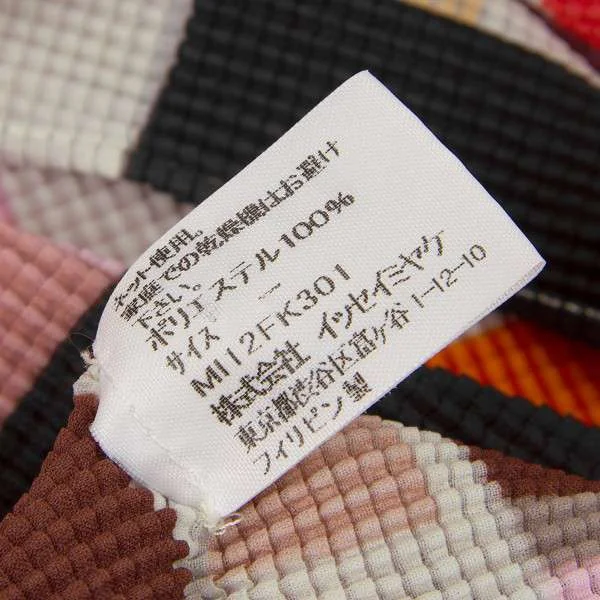 ネット使用。
家庭での乾燥機はお避け
下さい。
ポリエステル100%
サイズ —
MI12FK301
株式会社 イッセイミヤケ
東京都渋谷区富ヶ谷 1-12-10
フィリピン製